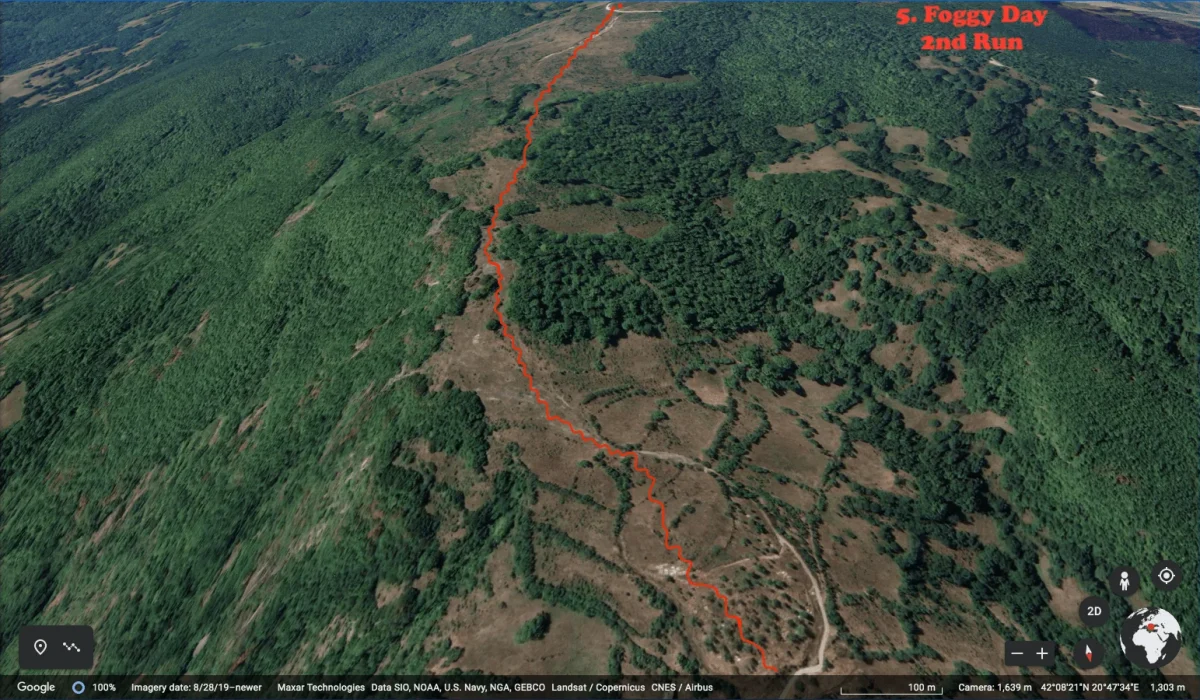 5. Foggy Day
2nd Run
2D
Google
100%
Imagery date: 8/28/19–newer
Maxar Technologies Data SIO, NOAA, U.S. Navy, NGA, GEBCO Landsat / Copernicus CNES / Airbus
100 m
Camera: 1,639 m 42°08'21"N 20°47'34"E 1,303 m